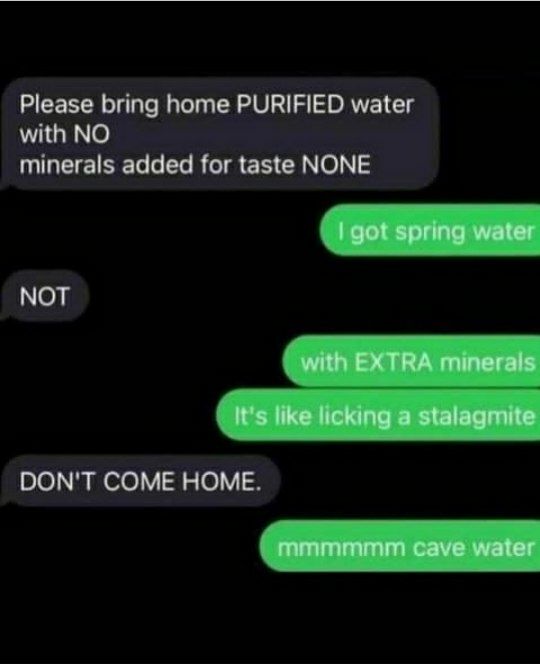 Please bring home PURIFIED water
with NO
minerals added for taste NONE
I got spring water
NOT
with EXTRA minerals
It's like licking a stalagmite
DON'T COME HOME.
mmmmmm cave water